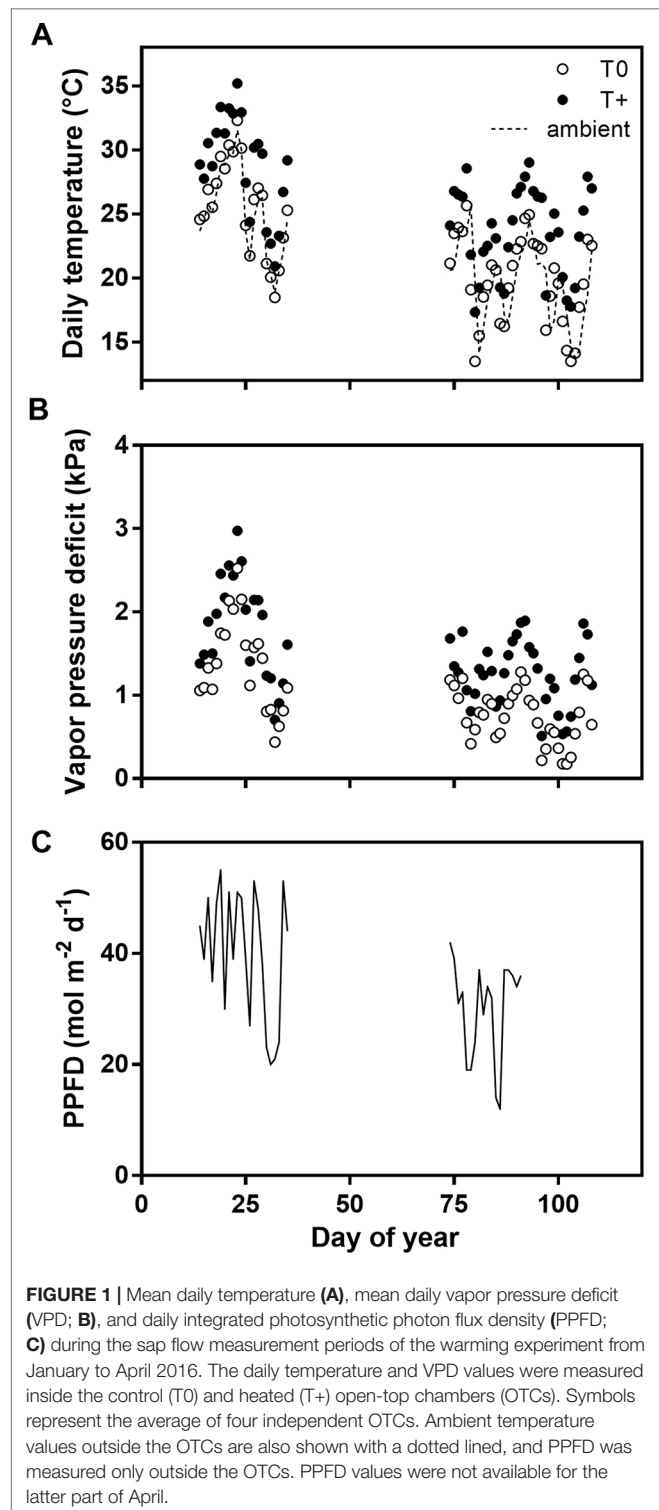 A
Daily temperature (°C)
35
30
25
20
15
T0
T+
ambient
B
Vapor pressure deficit (kPa)
4
3
2
1
0
C
PPFD (mol m-2 d-1)
60
40
20
0
0
25
50
75
100
Day of year
FIGURE 1 | Mean daily temperature (A), mean daily vapor pressure deficit
(VPD; B), and daily integrated photosynthetic photon flux density (PPFD;
C) during the sap flow measurement periods of the warming experiment from
January to April 2016. The daily temperature and VPD values were measured
inside the control (T0) and heated (T+) open-top chambers (OTCs). Symbols
represent the average of four independent OTCs. Ambient temperature
values outside the OTCs are also shown with a dotted lined, and PPFD was
measured only outside the OTCs. PPFD values were not available for the
latter part of April.